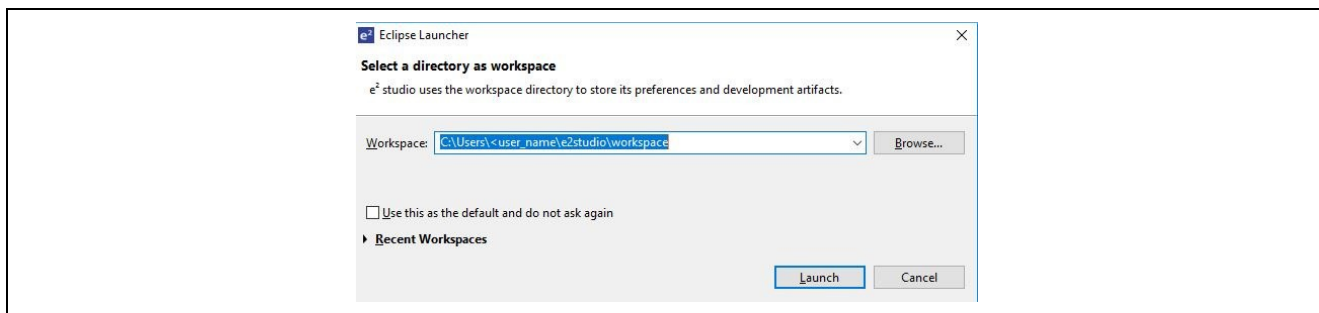 e² Eclipse Launcher
Select a directory as workspace
e² studio uses the workspace directory to store its preferences and development artifacts.
Workspace: C:\Users\<user_name\e2studio\workspace Browse...
Use this as the default and do not ask again
Recent Workspaces
Launch Cancel